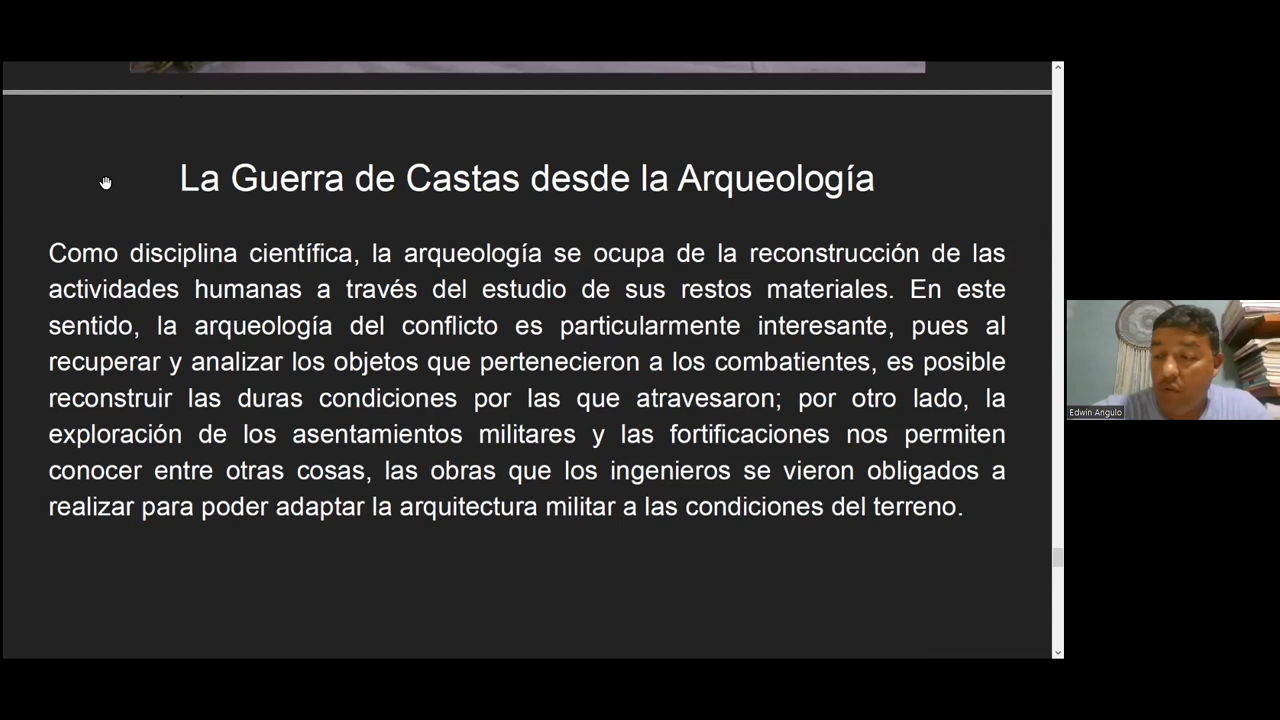 La Guerra de Castas desde la Arqueología
Como disciplina científica, la arqueología se ocupa de la reconstrucción de las
actividades humanas a través del estudio de sus restos materiales. En este
sentido, la arqueología del conflicto es particularmente interesante, pues al
recuperar y analizar los objetos que pertenecieron a los combatientes, es posible
reconstruir las duras condiciones por las que atravesaron; por otro lado, la
exploración de los asentamientos militares y las fortificaciones nos permiten
conocer entre otras cosas, las obras que los ingenieros se vieron obligados a
realizar para poder adaptar la arquitectura militar a las condiciones del terreno.
Edwin Angulo